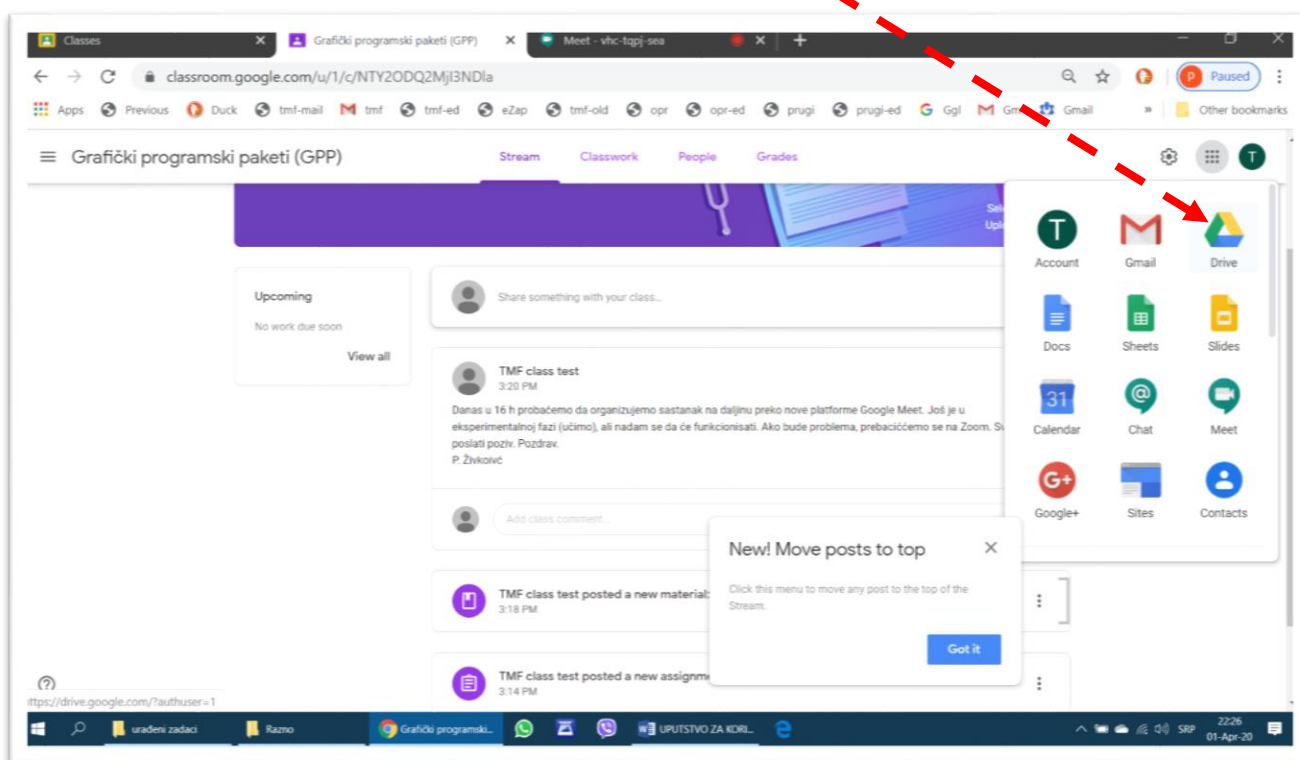 Classes
Grafički programski paketi (GPP)
Meet - vhc-tqpj-sea
classroom.google.com/u/1/c/NTY2ODQ2MjI3NDla
P Paused
Apps Previous Duck tmf-mail tmf tmf-ed eZap tmf-old opr opr-ed prugi prugi-ed Ggl Gm Gmail » Other bookmarks
Grafički programski paketi (GPP) Stream Classwork People Grades T
Sele
Uplo
T
Account Gmail Drive
Upcoming
Share something with your class...
No work due soon
View all
Docs Sheets Slides
TMF class test
3:20 PM
Danas u 16 h probaćemo da organizujemo sastanak na daljinu preko nove platforme Google Meet. Još je u
eksperimentalnoj fazi (učimo), ali nadam se da će funkcionisati. Ako bude problema, prebaciććemo se na Zoom. Sv
poslati poziv. Pozdrav.
P. Živkoivć
31
Calendar Chat Meet
G+
Google+ Sites Contacts
Add class comment...
New! Move posts to top
Click this menu to move any post to the top of the
Stream.
Got it
TMF class test posted a new material:
3:18 PM
TMF class test posted a new assignme
3:14 PM
ttps://drive.google.com/?authuser=1
urađeni zadaci Razno Grafički programski... UPUTSTVO ZA KORI... SRP 22:26
01-Apr-20